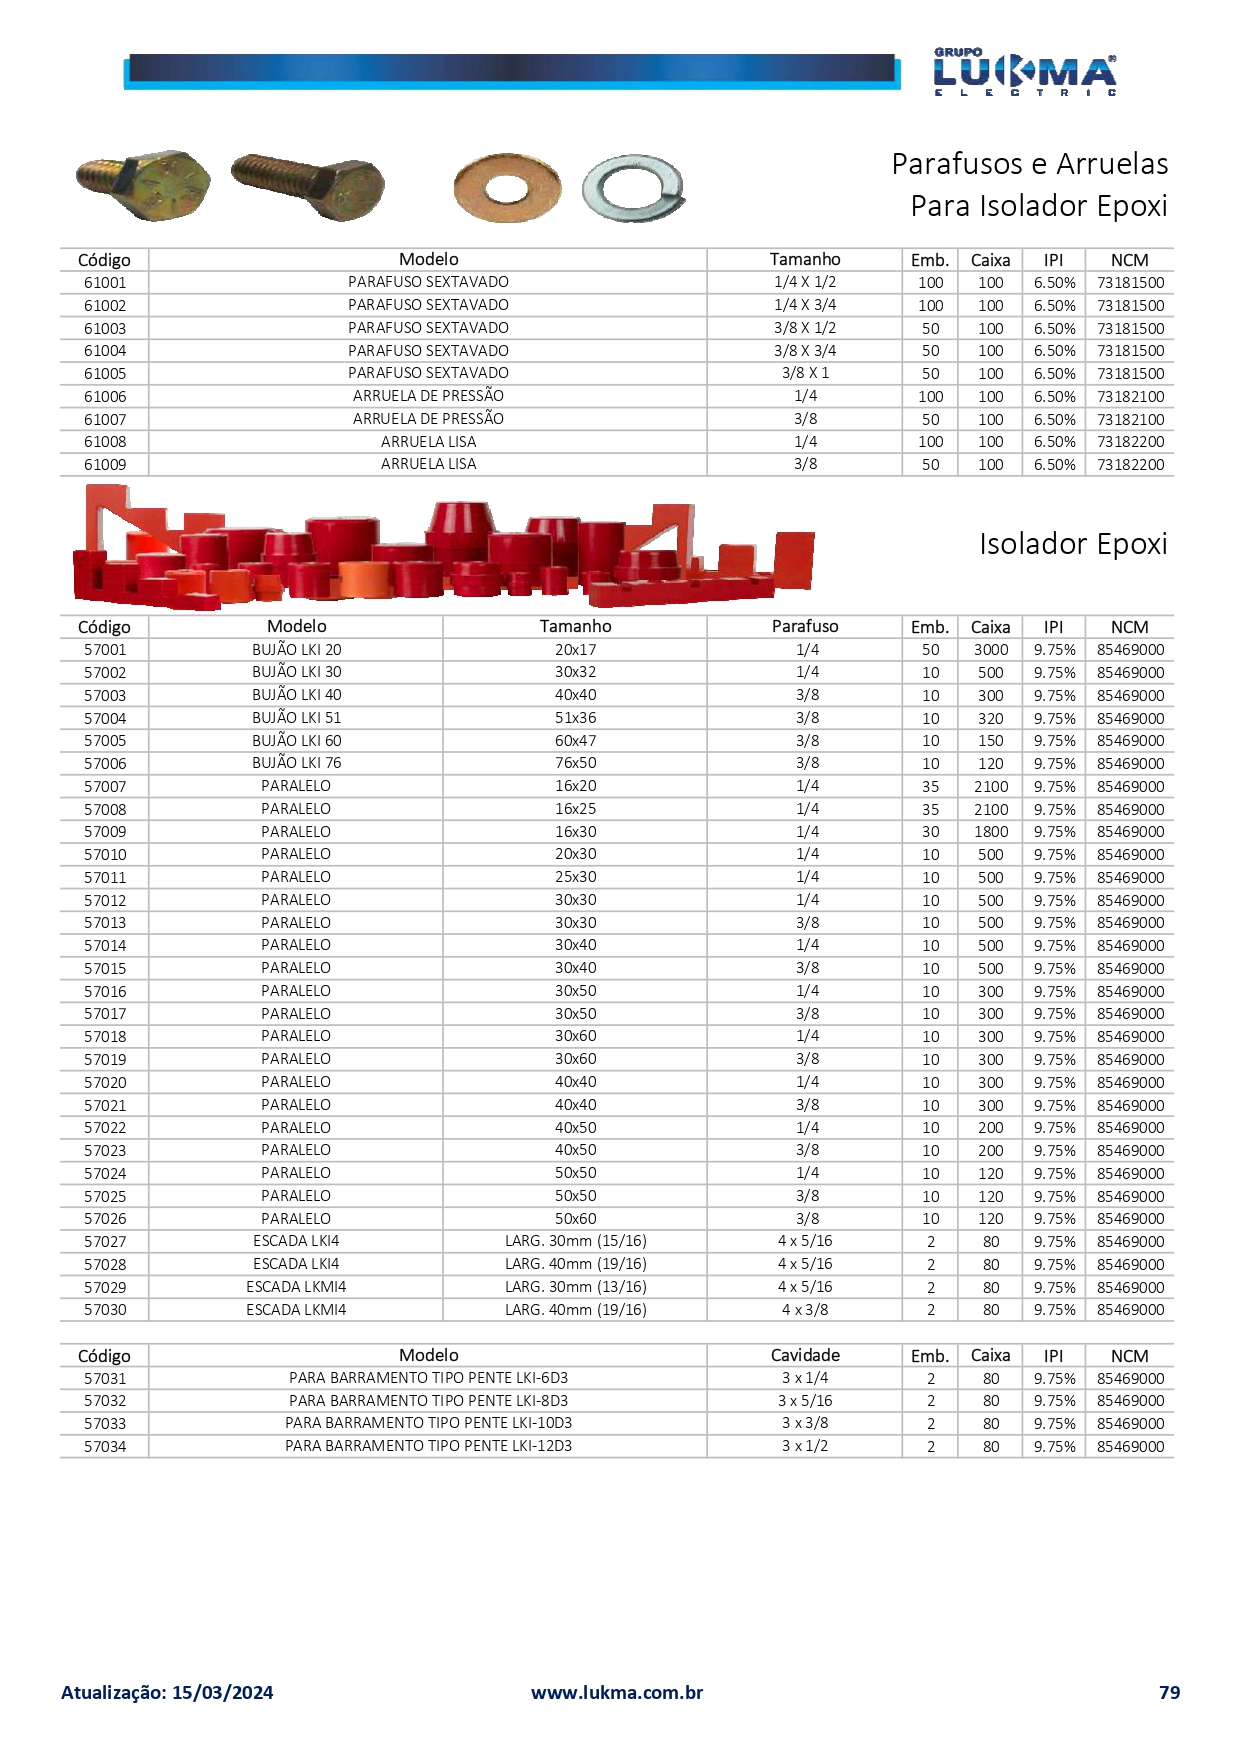 GRUPO
LUKMA
ELECTRIC
Parafusos e Arruelas
Para Isolador Epoxi
Código Modelo Tamanho Emb. Caixa IPI NCM
61001 PARAFUSO SEXTAVADO 1/4 X 1/2 100 100 6.50% 73181500
61002 PARAFUSO SEXTAVADO 1/4 X 3/4 100 100 6.50% 73181500
61003 PARAFUSO SEXTAVADO 3/8 X 1/2 50 100 6.50% 73181500
61004 PARAFUSO SEXTAVADO 3/8 X 3/4 50 100 6.50% 73181500
61005 PARAFUSO SEXTAVADO 3/8 X 1 50 100 6.50% 73181500
61006 ARRUELA DE PRESSÃO 1/4 100 100 6.50% 73182100
61007 ARRUELA DE PRESSÃO 3/8 50 100 6.50% 73182100
61008 ARRUELA LISA 1/4 100 100 6.50% 73182200
61009 ARRUELA LISA 3/8 50 100 6.50% 73182200
Isolador Epoxi
Código Modelo Tamanho Parafuso Emb. Caixa IPI NCM
57001 BUJÃO LKI 20 20x17 1/4 50 3000 9.75% 85469000
57002 BUJÃO LKI 30 30x32 1/4 10 500 9.75% 85469000
57003 BUJÃO LKI 40 40x40 3/8 10 300 9.75% 85469000
57004 BUJÃO LKI 51 51x36 3/8 10 320 9.75% 85469000
57005 BUJÃO LKI 60 60x47 3/8 10 150 9.75% 85469000
57006 BUJÃO LKI 76 76x50 3/8 10 120 9.75% 85469000
57007 PARALELO 16x20 1/4 35 2100 9.75% 85469000
57008 PARALELO 16x25 1/4 35 2100 9.75% 85469000
57009 PARALELO 16x30 1/4 30 1800 9.75% 85469000
57010 PARALELO 20x30 1/4 10 500 9.75% 85469000
57011 PARALELO 25x30 1/4 10 500 9.75% 85469000
57012 PARALELO 30x30 1/4 10 500 9.75% 85469000
57013 PARALELO 30x30 3/8 10 500 9.75% 85469000
57014 PARALELO 30x40 1/4 10 500 9.75% 85469000
57015 PARALELO 30x40 3/8 10 500 9.75% 85469000
57016 PARALELO 30x50 1/4 10 300 9.75% 85469000
57017 PARALELO 30x50 3/8 10 300 9.75% 85469000
57018 PARALELO 30x60 1/4 10 300 9.75% 85469000
57019 PARALELO 30x60 3/8 10 300 9.75% 85469000
57020 PARALELO 40x40 1/4 10 300 9.75% 85469000
57021 PARALELO 40x40 3/8 10 300 9.75% 85469000
57022 PARALELO 40x50 1/4 10 200 9.75% 85469000
57023 PARALELO 40x50 3/8 10 200 9.75% 85469000
57024 PARALELO 50x50 1/4 10 120 9.75% 85469000
57025 PARALELO 50x50 3/8 10 120 9.75% 85469000
57026 PARALELO 50x60 3/8 10 120 9.75% 85469000
57027 ESCADA LKI4 LARG. 30mm (15/16) 4 x 5/16 2 80 9.75% 85469000
57028 ESCADA LKI4 LARG. 40mm (19/16) 4 x 5/16 2 80 9.75% 85469000
57029 ESCADA LKMI4 LARG. 30mm (13/16) 4 x 5/16 2 80 9.75% 85469000
57030 ESCADA LKMI4 LARG. 40mm (19/16) 4 x 3/8 2 80 9.75% 85469000
Código Modelo Cavidade Emb. Caixa IPI NCM
57031 PARA BARRAMENTO TIPO PENTE LKI-6D3 3 x 1/4 2 80 9.75% 85469000
57032 PARA BARRAMENTO TIPO PENTE LKI-8D3 3 x 5/16 2 80 9.75% 85469000
57033 PARA BARRAMENTO TIPO PENTE LKI-10D3 3 x 3/8 2 80 9.75% 85469000
57034 PARA BARRAMENTO TIPO PENTE LKI-12D3 3 x 1/2 2 80 9.75% 85469000
Atualização: 15/03/2024 www.lukma.com.br 79